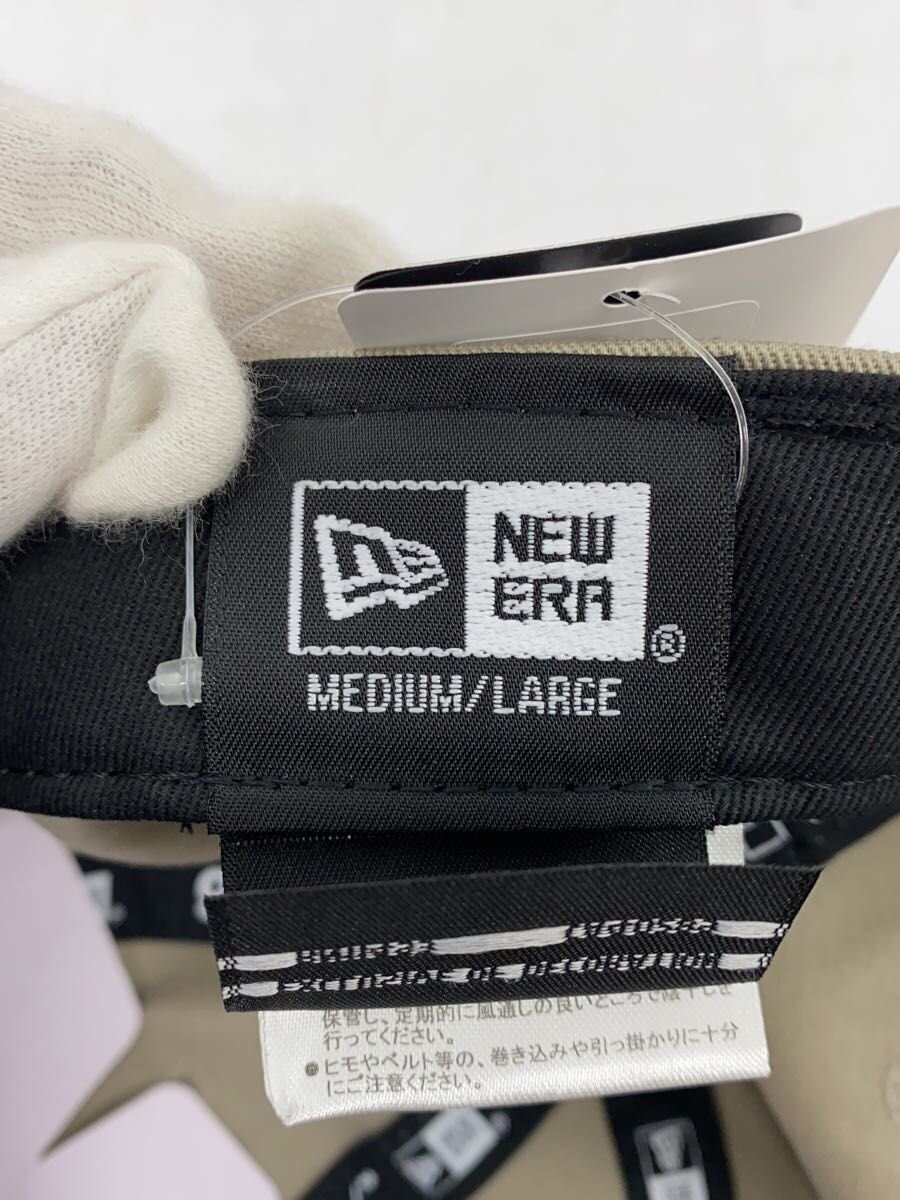 NEW
ERA
®
MEDIUM/LARGE
保管し、定期的に風通しの良いところで陰干しを
行ってください。
●ヒモやベルト等の、巻き込みや引っ掛かりに十分
にご注意ください。